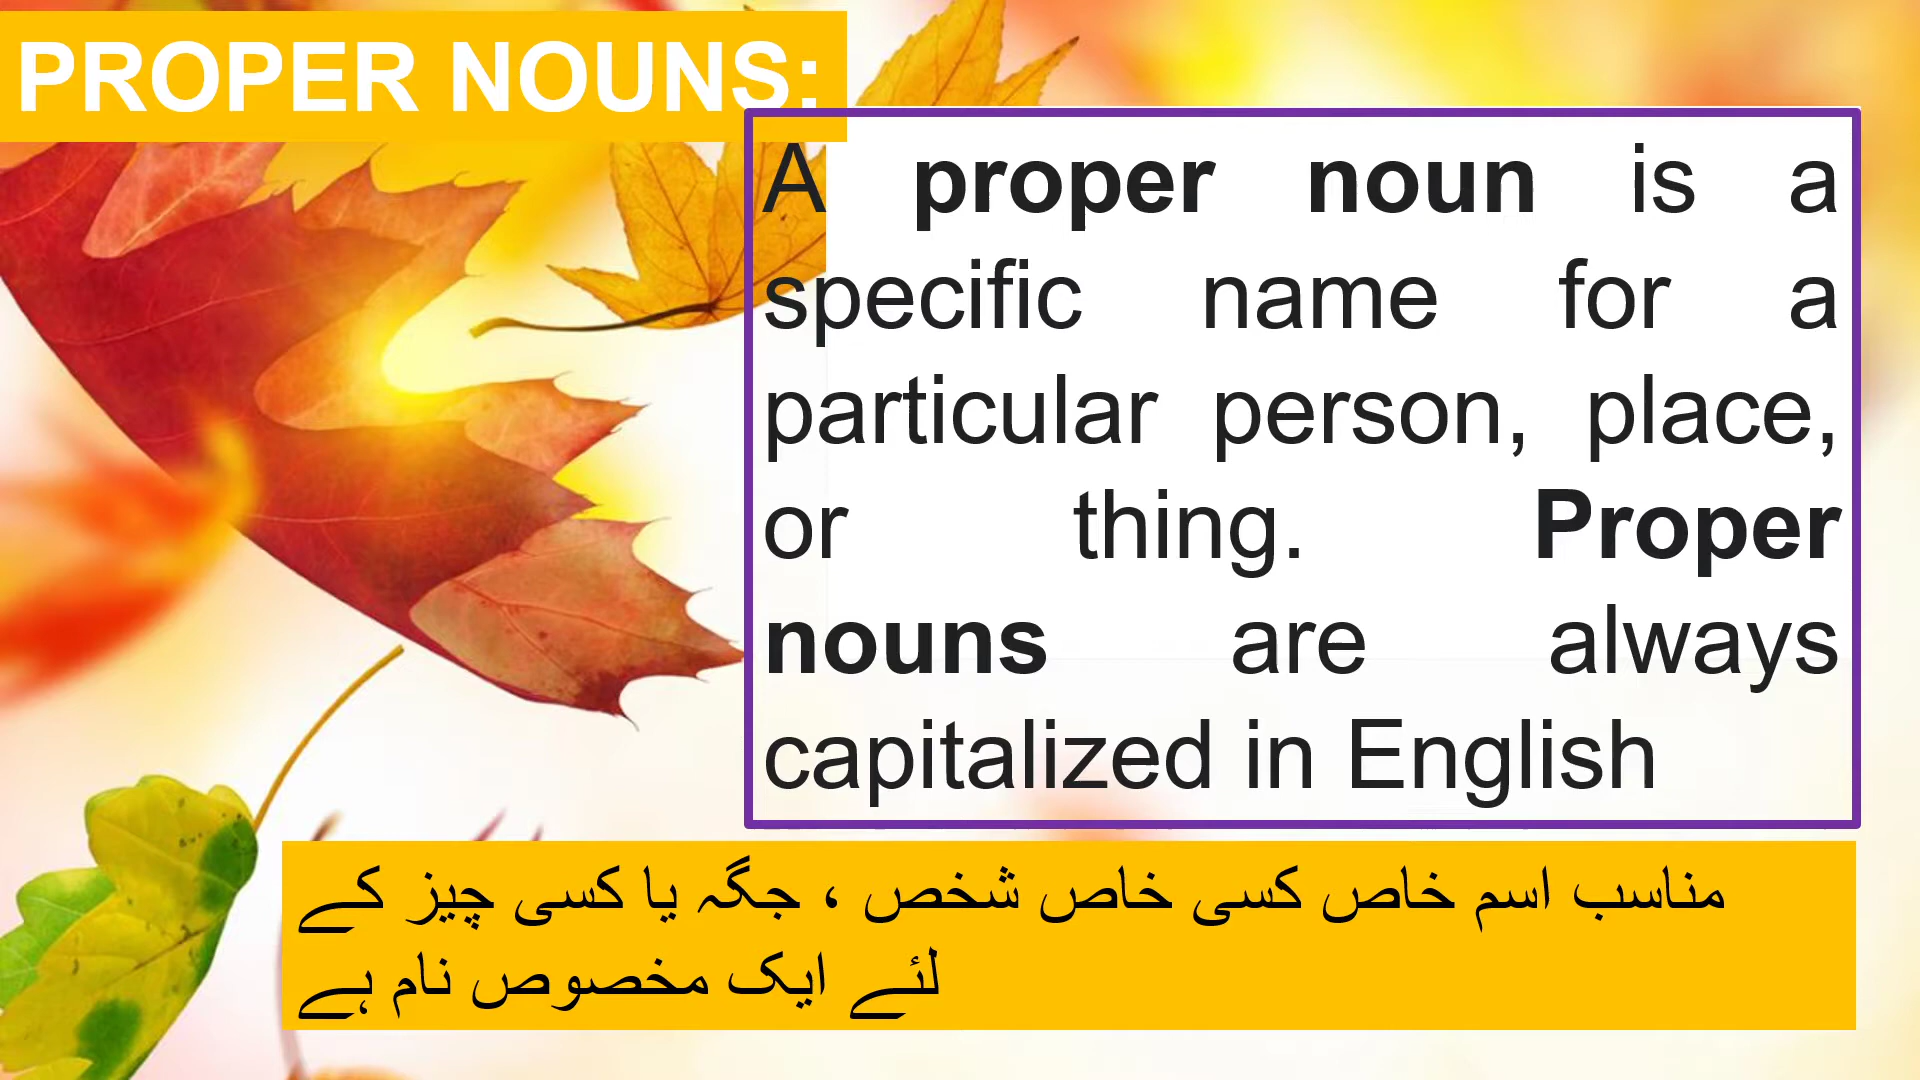 PROPER NOUNS:
A proper noun is a
specific name for a
particular person, place,
or thing. Proper
nouns are always
capitalized in English
مناسب اسم خاص کسی خاص شخص ، جگہ یا کسی چیز کے
لئے ایک مخصوص نام ہے